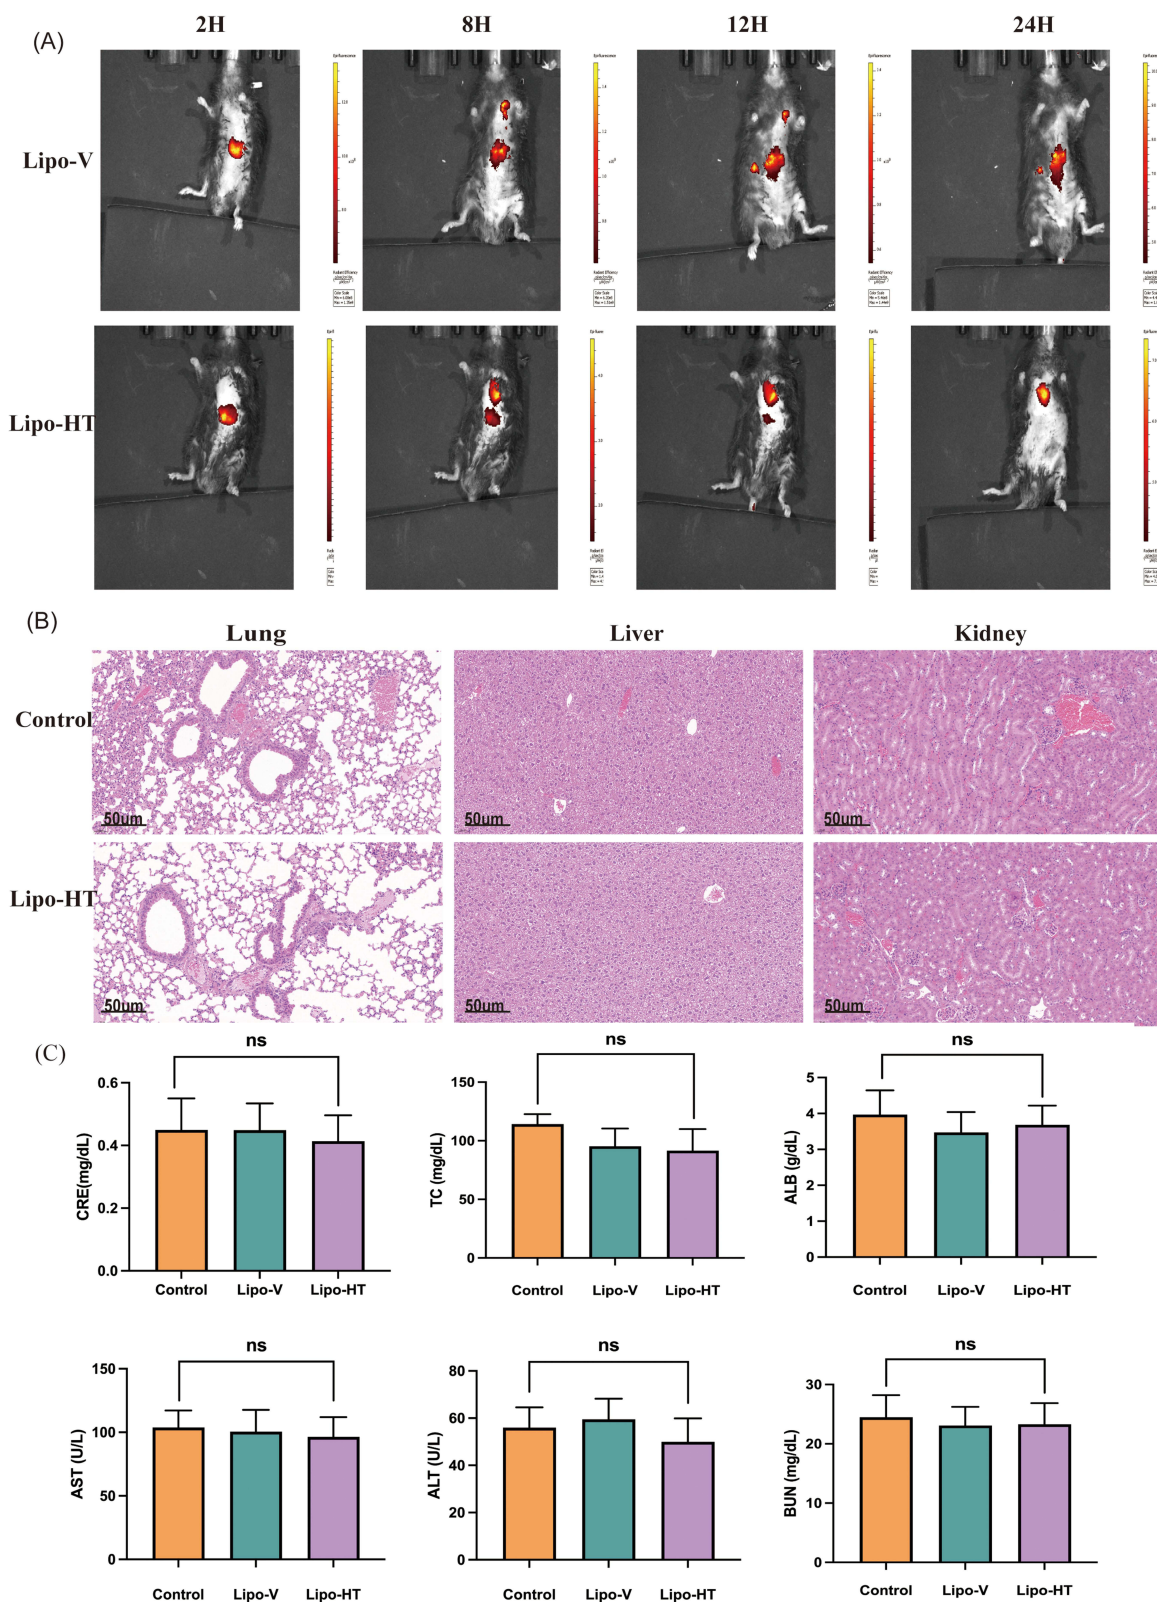 2H 8H 12H 24H
(A)
Lipo-V
Lipo-HT
(B)
Lung Liver Kidney
Control
50um 50um 50um
Lipo-HT
50um 50um 50um
(C)
ns
0.6
0.4
0.2
0.0
CRE(mg/dL)
Control Lipo-V Lipo-HT
ns
150
100
50
0
TC (mg/dL)
Control Lipo-V Lipo-HT
ns
5
4
3
2
1
0
ALB (g/dL)
Control Lipo-V Lipo-HT
ns
150
100
50
0
AST (U/L)
Control Lipo-V Lipo-HT
ns
80
60
40
20
0
ALT (U/L)
Control Lipo-V Lipo-HT
ns
30
20
10
0
BUN (mg/dL)
Control Lipo-V Lipo-HT